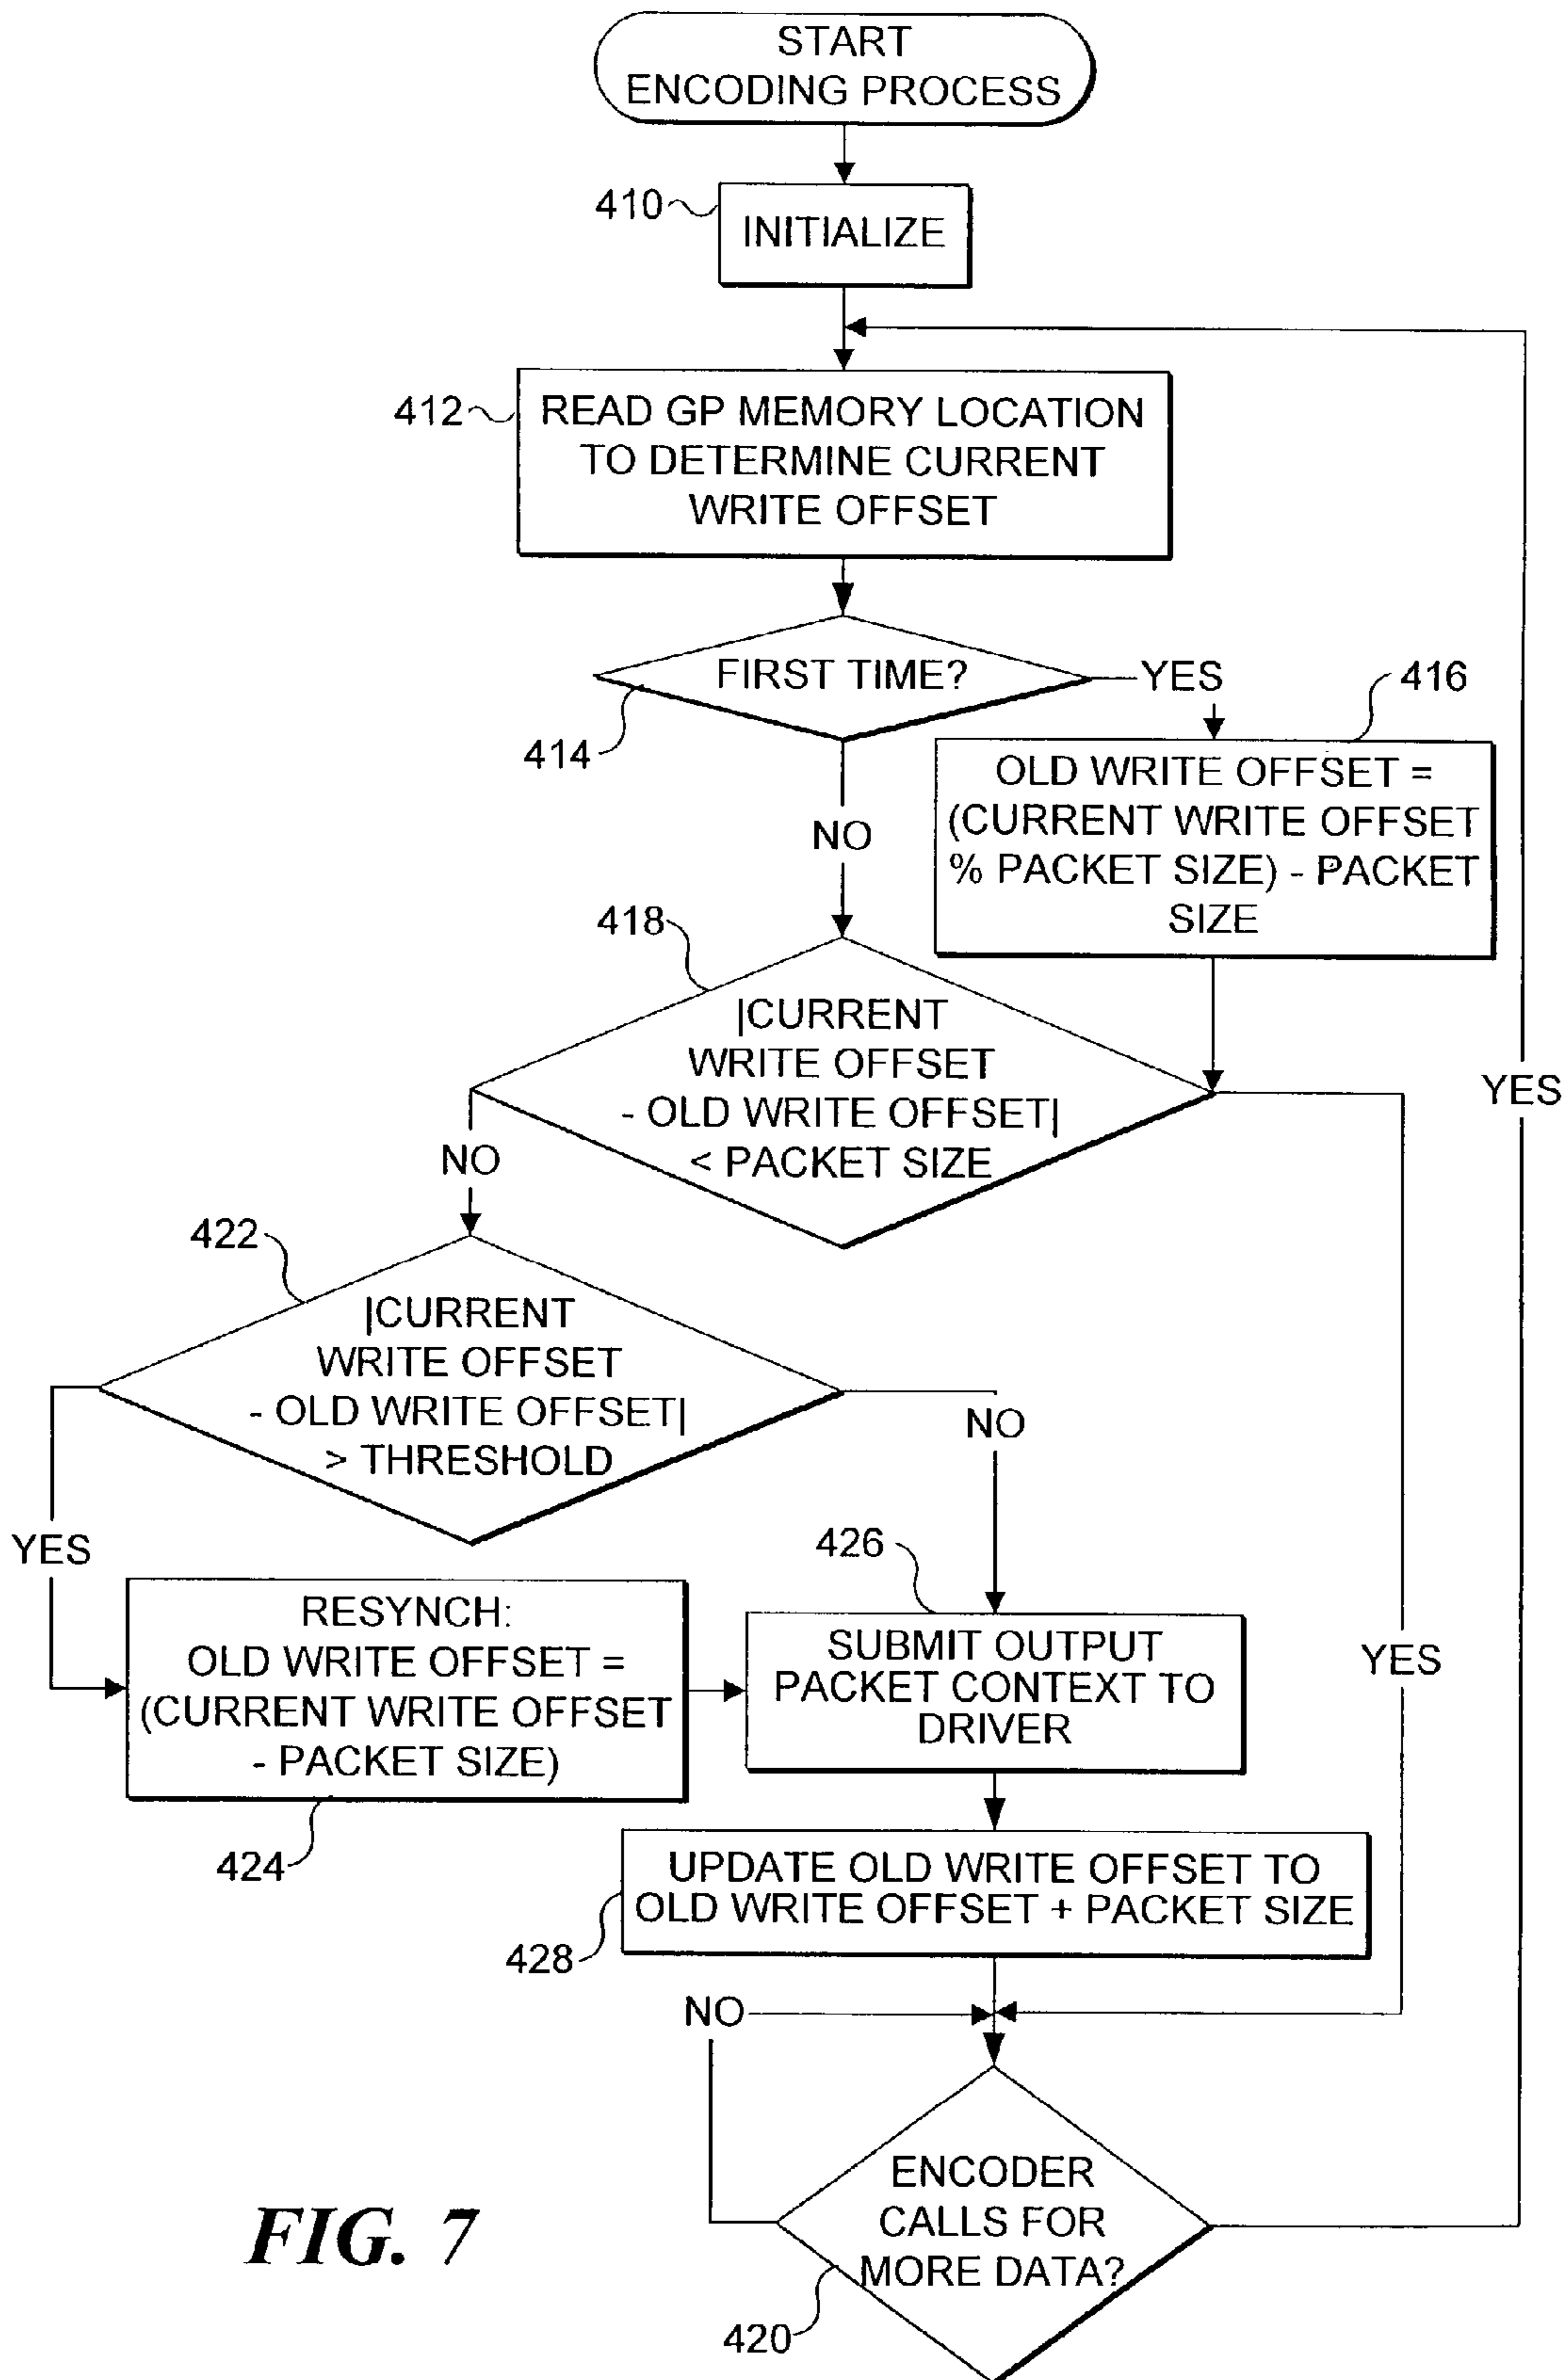 START
ENCODING PROCESS
410
INITIALIZE
412
READ GP MEMORY LOCATION
TO DETERMINE CURRENT
WRITE OFFSET
FIRST TIME?
YES
416
414
OLD WRITE OFFSET =
(CURRENT WRITE OFFSET
% PACKET SIZE) - PACKET
SIZE
NO
418
|CURRENT
WRITE OFFSET
- OLD WRITE OFFSET|
< PACKET SIZE
YES
NO
422
|CURRENT
WRITE OFFSET
- OLD WRITE OFFSET|
> THRESHOLD
NO
YES
426
RESYNCH:
OLD WRITE OFFSET =
(CURRENT WRITE OFFSET
- PACKET SIZE)
424
SUBMIT OUTPUT
PACKET CONTEXT TO
DRIVER
YES
UPDATE OLD WRITE OFFSET TO
OLD WRITE OFFSET + PACKET SIZE
428
NO
ENCODER
CALLS FOR
MORE DATA?
420
FIG. 7